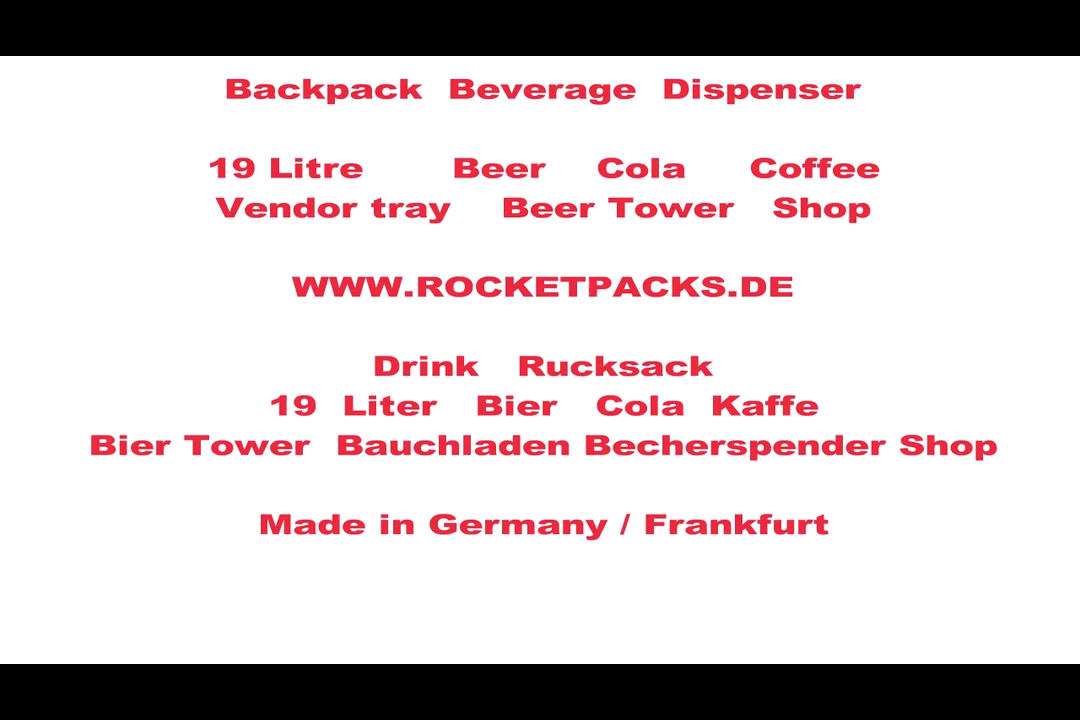 Backpack Beverage Dispenser
19 Litre Beer Cola Coffee
Vendor tray Beer Tower Shop
WWW.ROCKETPACKS.DE
Drink Rucksack
19 Liter Bier Cola Kaffe
Bier Tower Bauchladen Becherspender Shop
Made in Germany / Frankfurt